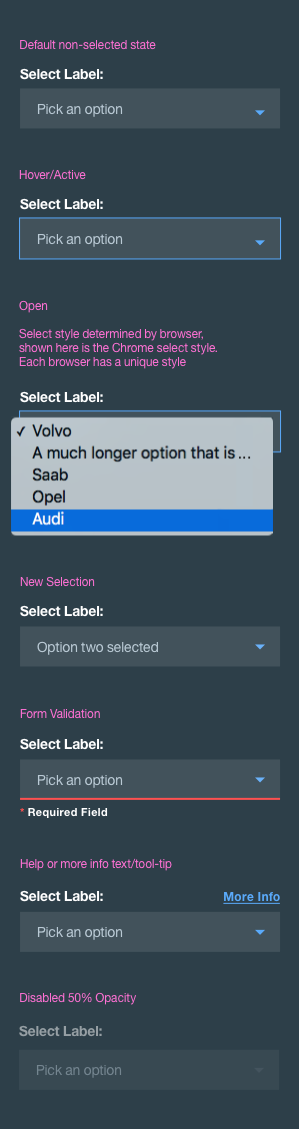 Default non-selected state
Select Label:
Pick an option
Hover/Active
Select Label:
Pick an option
Open
Select style determined by browser,
shown here is the Chrome select style.
Each browser has a unique style
Select Label:
✓ Volvo
A much longer option that is ...
Saab
Opel
Audi
New Selection
Select Label:
Option two selected
Form Validation
Select Label:
Pick an option
* Required Field
Help or more info text/tool-tip
Select Label: More Info
Pick an option
Disabled 50% Opacity
Select Label:
Pick an option